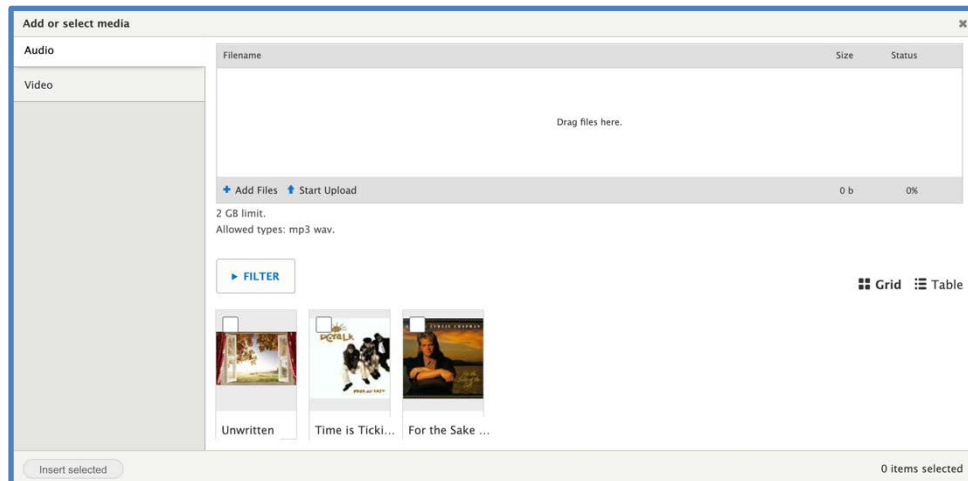 Add or select media
Audio
Video
Filename Size Status
Drag files here.
Add Files Start Upload 0 b 0%
2 GB limit.
Allowed types: mp3 wav.
FILTER
Grid Table
Unwritten Time is Ticki... For the Sake ...
Insert selected 0 items selected